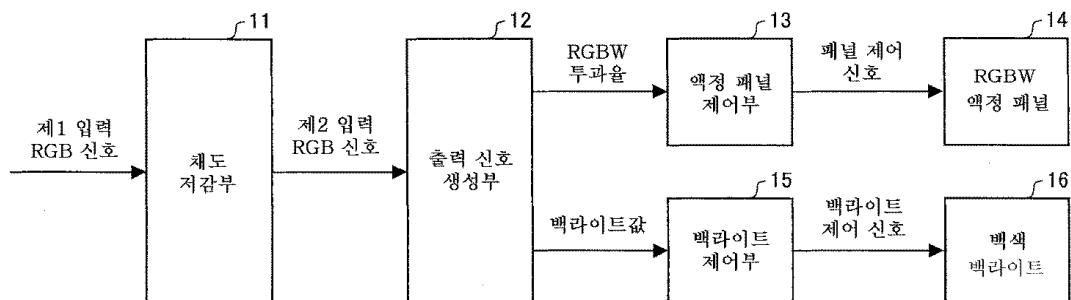 11
12
13
14
제1 입력
RGB 신호
채도
저감부
제2 입력
RGB 신호
출력 신호
생성부
RGBW
투과율
액정 패널
제어부
패널 제어
신호
RGBW
액정 패널
15
16
백라이트값
백라이트
제어부
백라이트
제어 신호
백색
백라이트